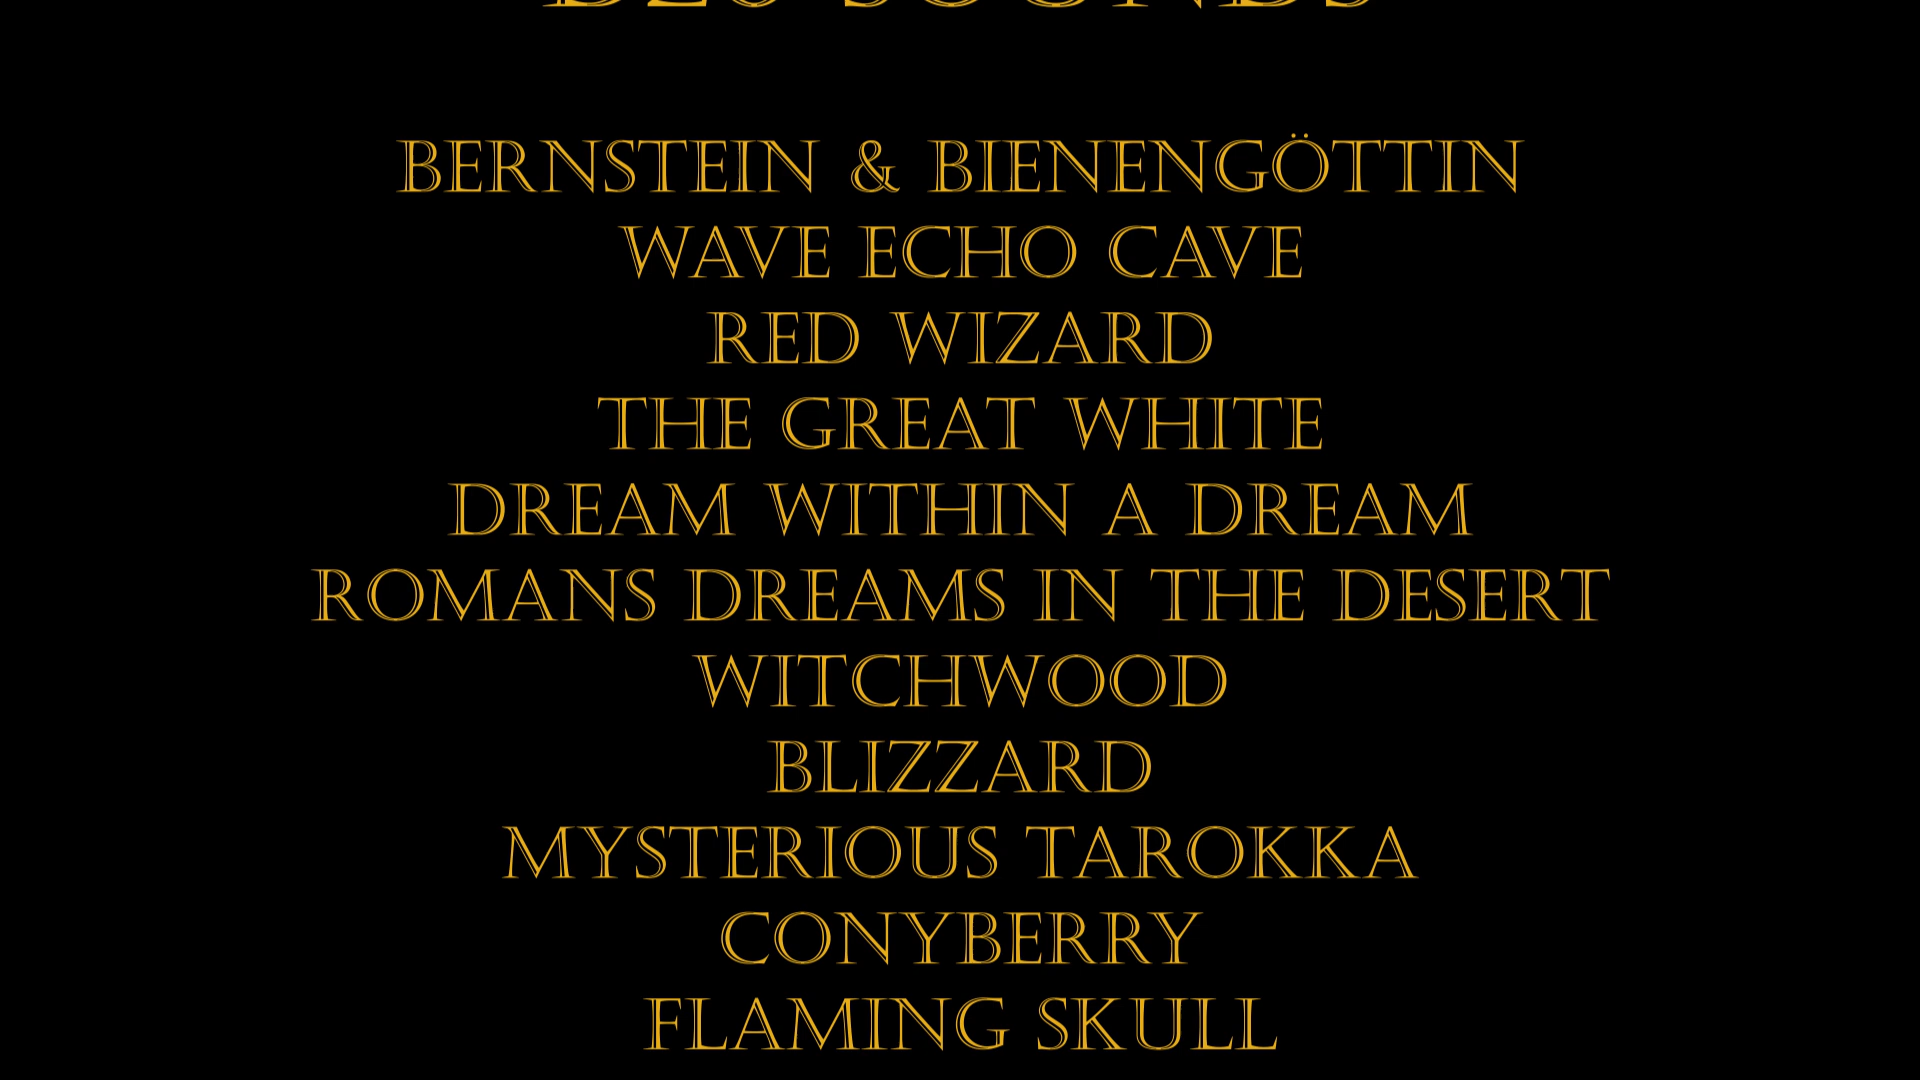 BERNSTEIN & BIENENGÖTTIN
WAVE ECHO CAVE
RED WIZARD
THE GREAT WHITE
DREAM WITHIN A DREAM
ROMANS DREAMS IN THE DESERT
WITCHWOOD
BLIZZARD
MYSTERIOUS TAROKKA
CONYBERRY
FLAMING SKULL